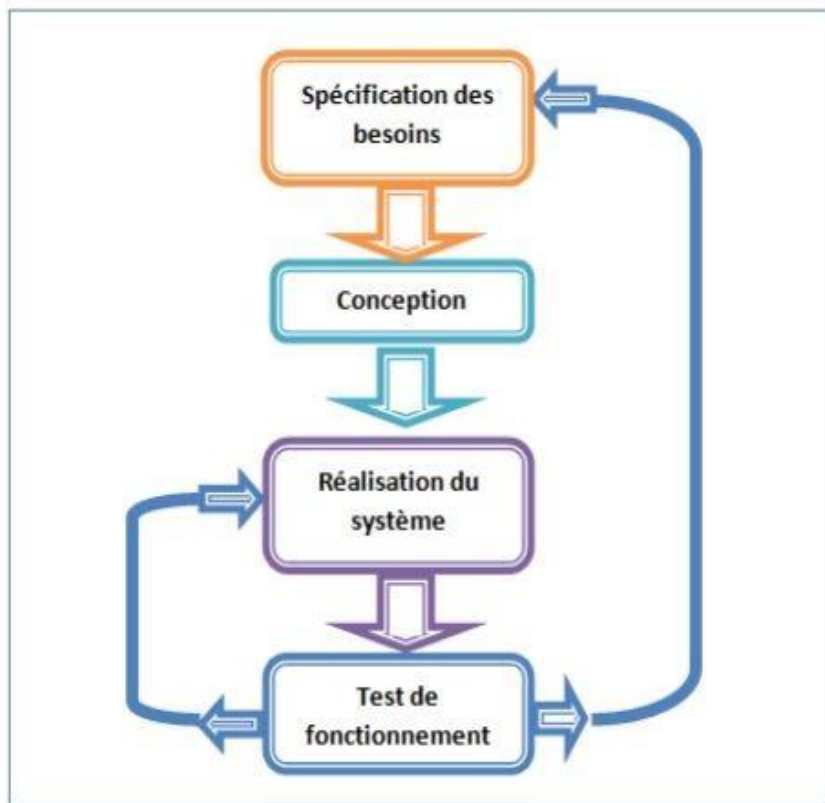 Spécification des
besoins
Conception
Réalisation du
système
Test de
fonctionnement